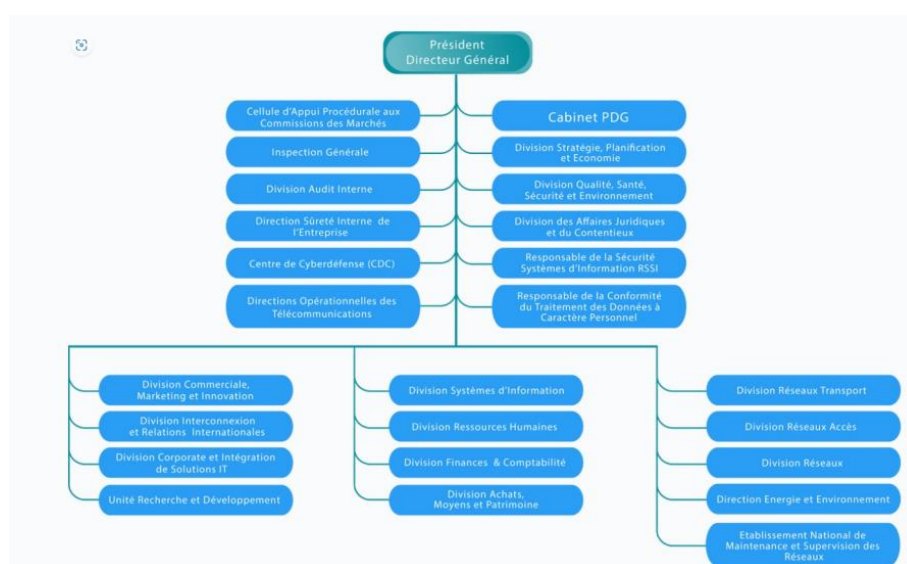 Président
Directeur Général
Cellule d'Appui Procédurale aux
Commissions des Marchés
Cabinet PDG
Inspection Générale
Division Stratégie, Planification
et Economie
Division Audit Interne
Division Qualité, Santé,
Sécurité et Environnement
Direction Sûreté Interne de
l'Entreprise
Division des Affaires Juridiques
et du Contentieux
Centre de Cyberdéfense (CDC)
Responsable de la Sécurité
Systèmes d'Information RSSI
Directions Opérationnelles des
Télécommunications
Responsable de la Conformité
du Traitement des Données à
Caractère Personnel
Division Commerciale,
Marketing et Innovation
Division Interconnexion
et Relations Internationales
Division Corporate et Intégration
de Solutions IT
Unité Recherche et Développement
Division Systèmes d'Information
Division Ressources Humaines
Division Finances & Comptabilité
Division Achats,
Moyens et Patrimoine
Division Réseaux Transport
Division Réseaux Accès
Division Réseaux
Direction Energie et Environnement
Etablissement National de
Maintenance et Supervision des
Réseaux